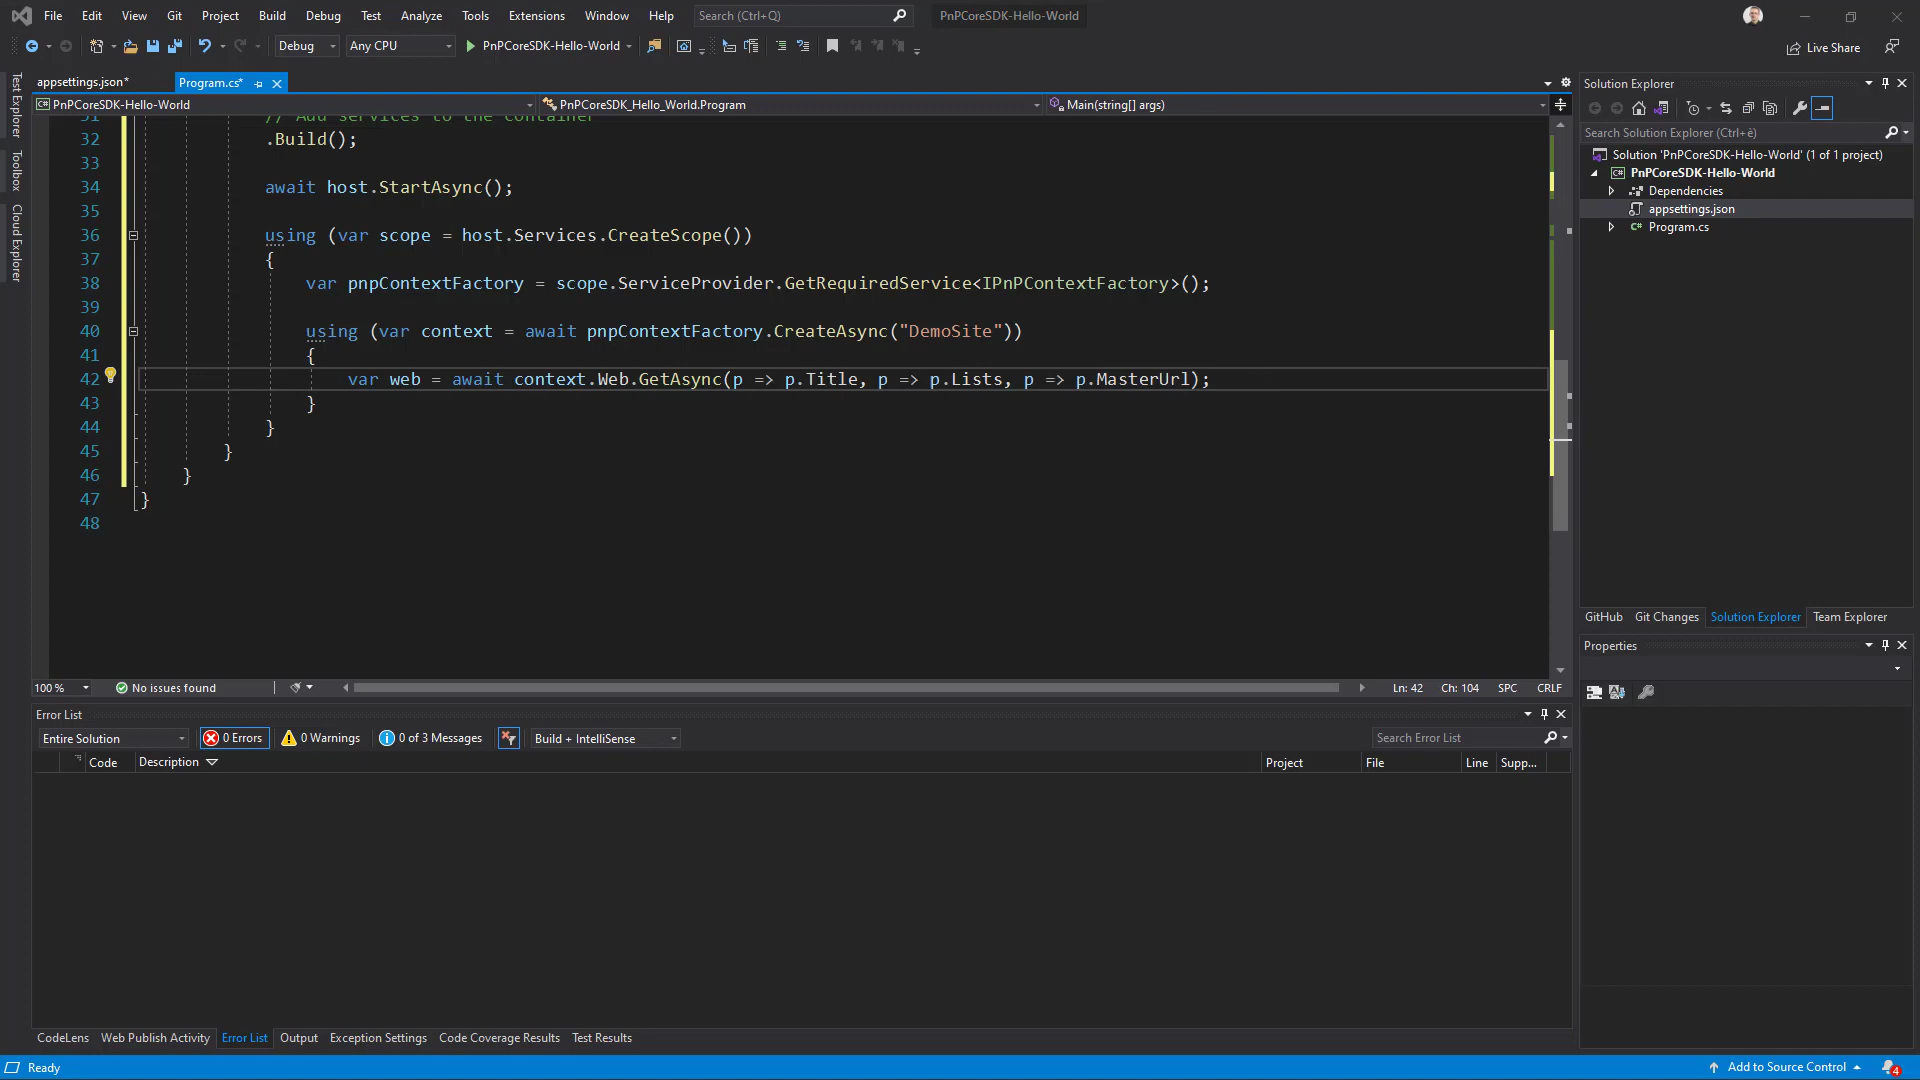 File Edit View Git Project Build Debug Test Analyze Tools Extensions Window Help Search (Ctrl+Q) PnPCoreSDK-Hello-World
Debug Any CPU PnPCoreSDK-Hello-World Live Share
Test Explorer
Toolbox
Cloud Explorer
appsettings.json* Program.cs*
PnPCoreSDK-Hello-World PnPCoreSDK_Hello_World.Program Main(string[] args)
31 // Add services to the container
32 .Build();
33
34 await host.StartAsync();
35
36 using (var scope = host.Services.CreateScope())
37 {
38 var pnpContextFactory = scope.ServiceProvider.GetRequiredService<IPnPContextFactory>();
39
40 using (var context = await pnpContextFactory.CreateAsync("DemoSite"))
41 {
42 var web = await context.Web.GetAsync(p => p.Title, p => p.Lists, p => p.MasterUrl);
43 }
44 }
45 }
46 }
47 }
48
100 % No issues found Ln: 42 Ch: 104 SPC CRLF
Error List
Entire Solution 0 Errors 0 Warnings 0 of 3 Messages Build + IntelliSense Search Error List
Code Description Project File Line Supp...
CodeLens Web Publish Activity Error List Output Exception Settings Code Coverage Results Test Results
Solution Explorer
Search Solution Explorer (Ctrl+è)
Solution 'PnPCoreSDK-Hello-World' (1 of 1 project)
PnPCoreSDK-Hello-World
Dependencies
appsettings.json
C# Program.cs
GitHub Git Changes Solution Explorer Team Explorer
Properties
Ready Add to Source Control 4